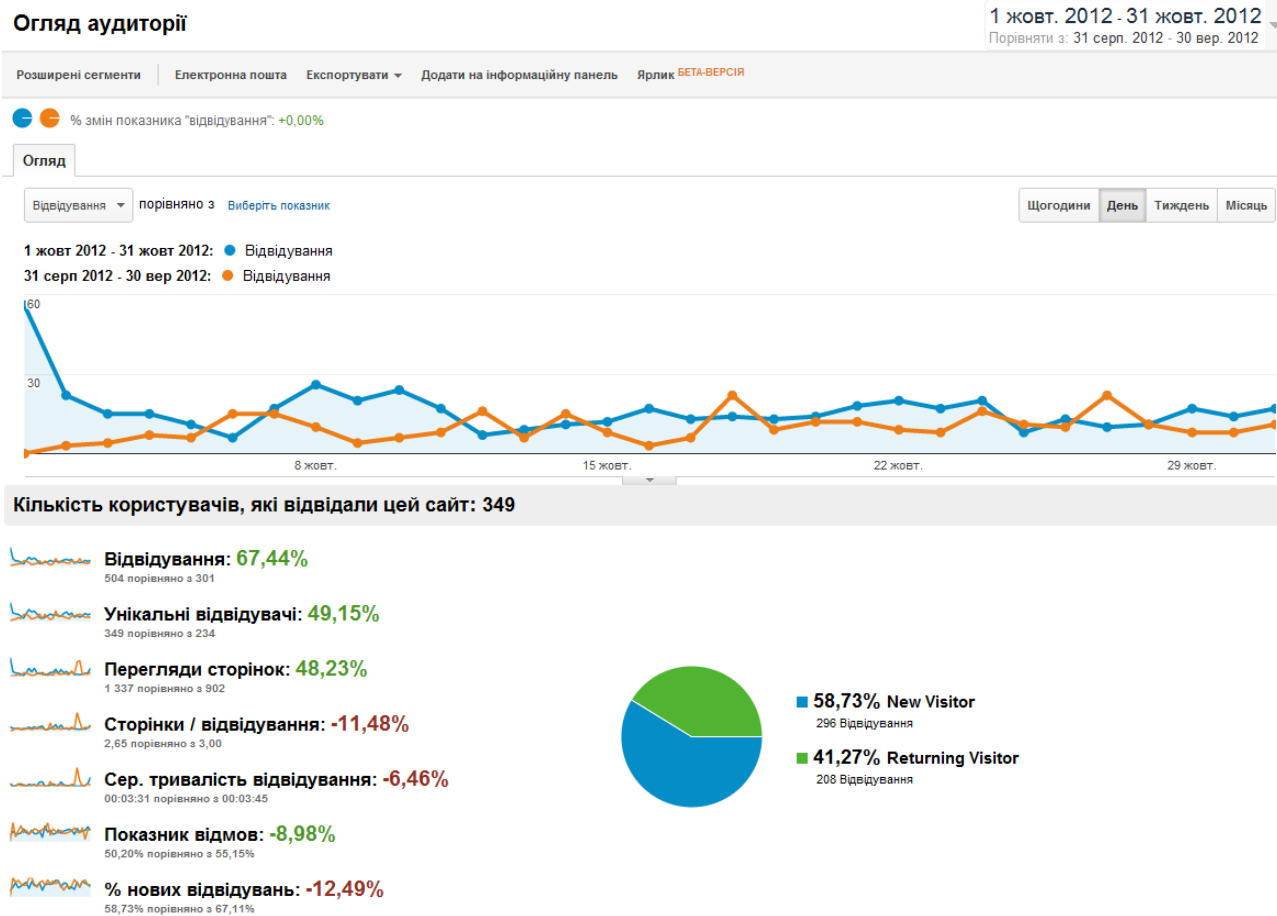 Огляд аудиторії
1 жовт. 2012 - 31 жовт. 2012
Порівняти з: 31 серп. 2012 - 30 вер. 2012
Розширені сегменти Електронна пошта Експортувати Додати на інформаційну панель Ярлик БЕТА-ВЕРСІЯ
% змін показника "відвідування": +0,00%
Огляд
Відвідування порівняно з Виберіть показник Щогодини День Тиждень Місяць
1 жовт 2012 - 31 жовт 2012: Відвідування
31 серп 2012 - 30 вер 2012: Відвідування
60
30
8 жовт. 15 жовт. 22 жовт. 29 жовт.
Кількість користувачів, які відвідали цей сайт: 349
Відвідування: 67,44%
504 порівняно з 301
Унікальні відвідувачі: 49,15%
349 порівняно з 234
Перегляди сторінок: 48,23%
1 337 порівняно з 902
Сторінки / відвідування: -11,48%
2,65 порівняно з 3,00
Сер. тривалість відвідування: -6,46%
00:03:31 порівняно з 00:03:45
Показник відмов: -8,98%
50,20% порівняно з 55,15%
% нових відвідувань: -12,49%
58,73% порівняно з 67,11%
58,73% New Visitor
296 Відвідування
41,27% Returning Visitor
208 Відвідування